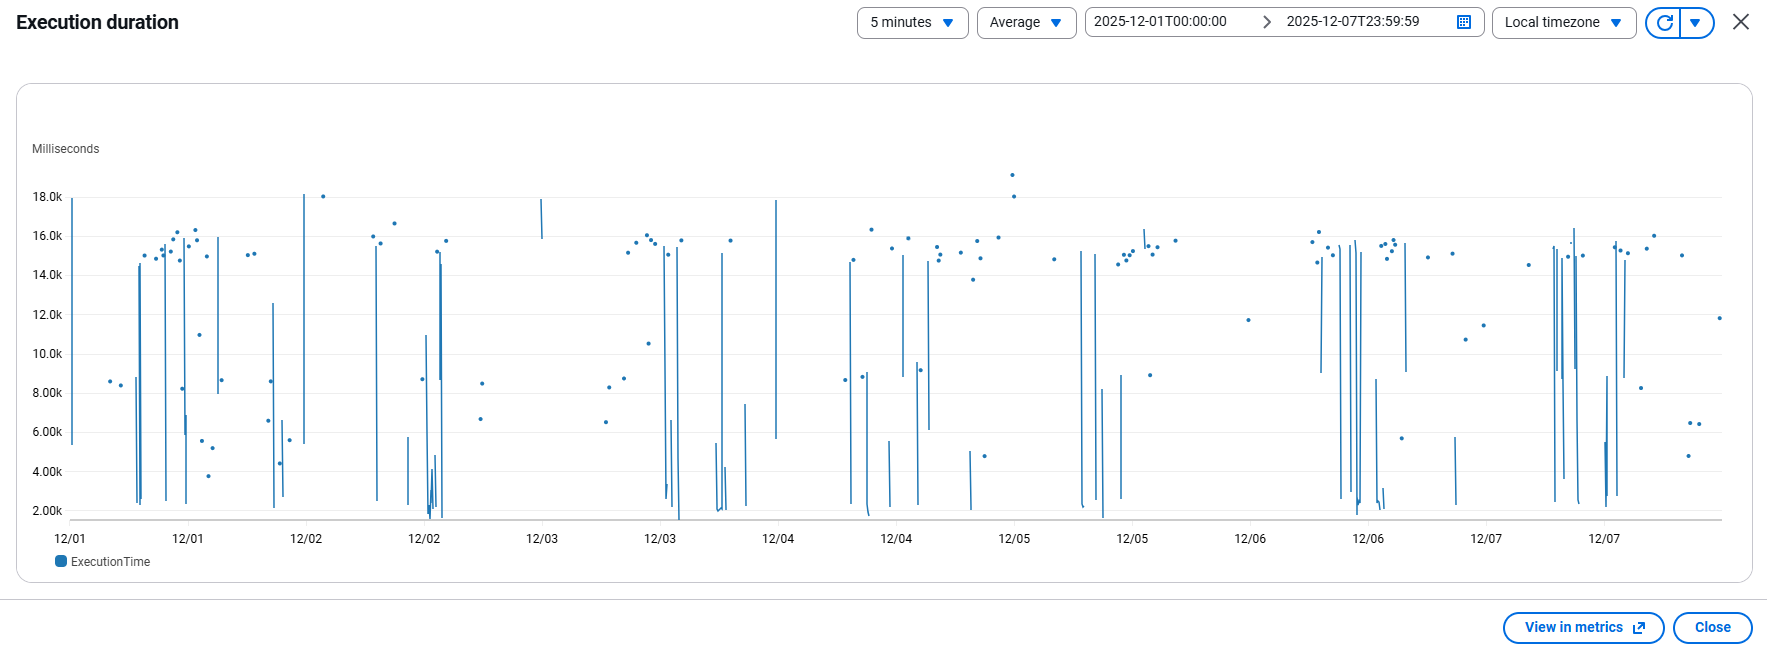 Execution duration
5 minutes
Average
2025-12-01T00:00:00
2025-12-07T23:59:59
Local timezone
Milliseconds
18.0k
16.0k
14.0k
12.0k
10.0k
8.00k
6.00k
4.00k
2.00k
12/01 12/01 12/02 12/02 12/03 12/03 12/04 12/04 12/05 12/05 12/06 12/06 12/07 12/07
ExecutionTime
View in metrics
Close